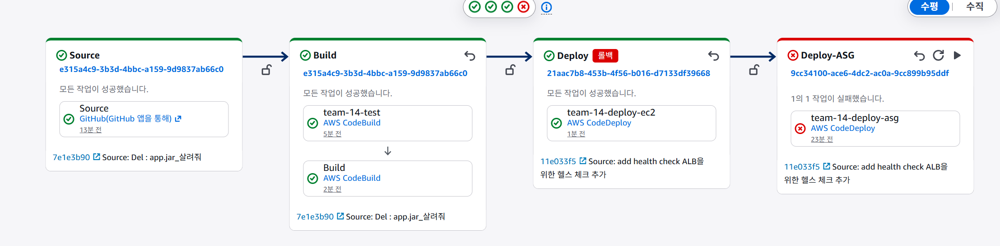 수평
수직
Source
e315a4c9-3b3d-4bbc-a159-9d9837ab66c0
모든 작업이 성공했습니다.
Source
GitHub(GitHub 앱을 통해)
13분 전
7e1e3b90 Source: Del : app.jar_살려줘
Build
e315a4c9-3b3d-4bbc-a159-9d9837ab66c0
모든 작업이 성공했습니다.
team-14-test
AWS CodeBuild
5분 전
Build
AWS CodeBuild
2분 전
7e1e3b90 Source: Del : app.jar_살려줘
Deploy 롤백
21aac7b8-453b-4f56-b016-d7133df39668
모든 작업이 성공했습니다.
team-14-deploy-ec2
AWS CodeDeploy
1분 전
11e033f5 Source: add health check ALB을
위한 헬스 체크 추가
Deploy-ASG
9cc34100-ace6-4dc2-ac0a-9cc899b95ddf
1의 1 작업이 실패했습니다.
team-14-deploy-asg
AWS CodeDeploy
23분 전
11e033f5 Source: add health check ALB을
위한 헬스 체크 추가